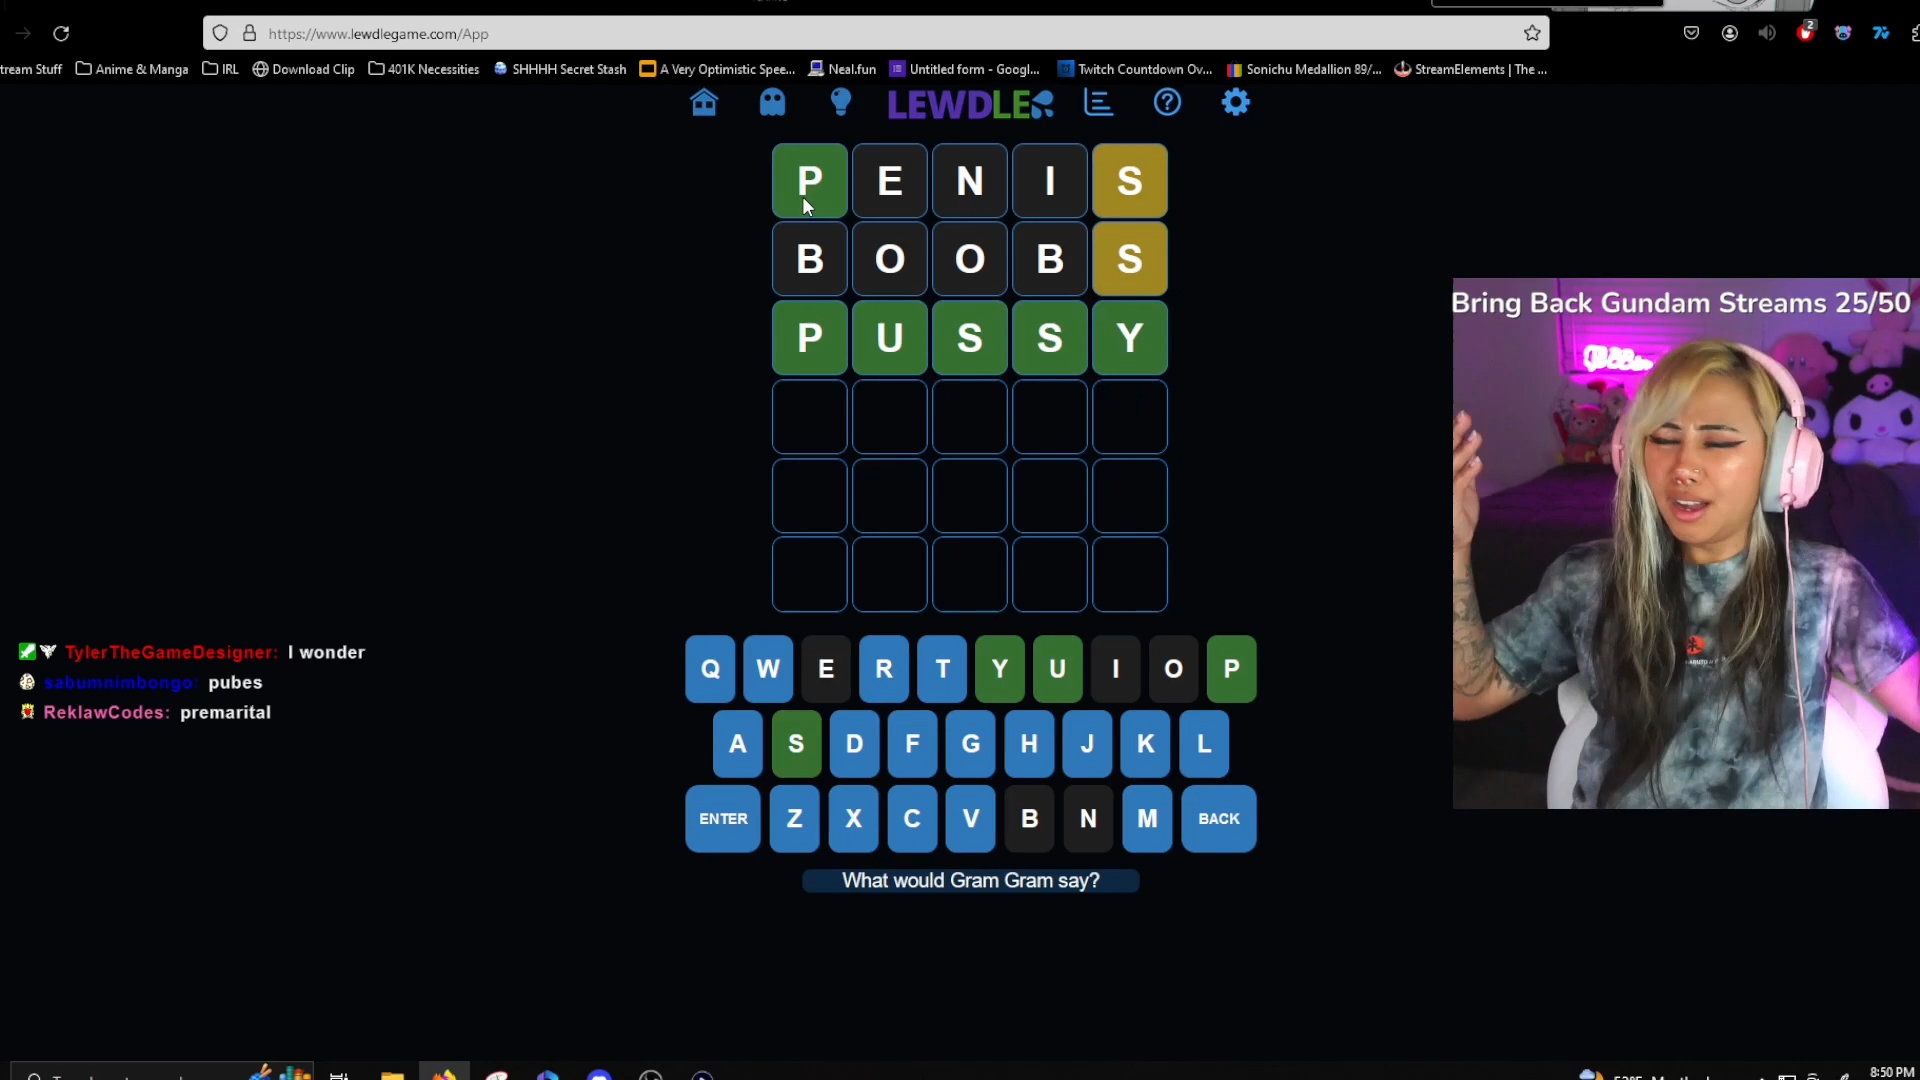 https://www.lewdlegame.com/App
2
tream Stuff Anime & Manga IRL Download Clip 401K Necessities SHHHH Secret Stash A Very Optimistic Spee... Neal.fun Untitled form - Googl... Twitch Countdown Ov... Sonichu Medallion 89/... StreamElements | The ...
LEWDLE
P E N I S
B O O B S
P U S S Y
Bring Back Gundam Streams 25/50
TylerTheGameDesigner: I wonder
sabumnimbongo: pubes
ReklawCodes: premarital
Q W E R T Y U I O P
A S D F G H J K L
ENTER Z X C V B N M BACK
What would Gram Gram say?
8:50 PM